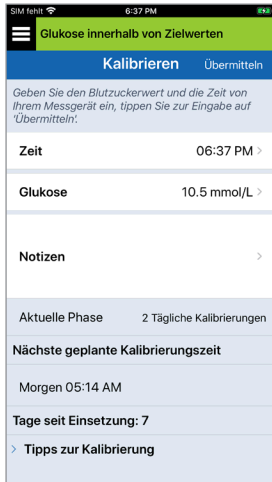 SIM fehlt 6:37 PM
Glukose innerhalb von Zielwerten
Kalibrieren Übermitteln
Geben Sie den Blutzuckerwert und die Zeit von
Ihrem Messgerät ein, tippen Sie zur Eingabe auf
'Übermitteln'.
Zeit 06:37 PM >
Glukose 10.5 mmol/L >
Notizen >
Aktuelle Phase 2 Tägliche Kalibrierungen
Nächste geplante Kalibrierungszeit
Morgen 05:14 AM
Tage seit Einsetzung: 7
> Tipps zur Kalibrierung